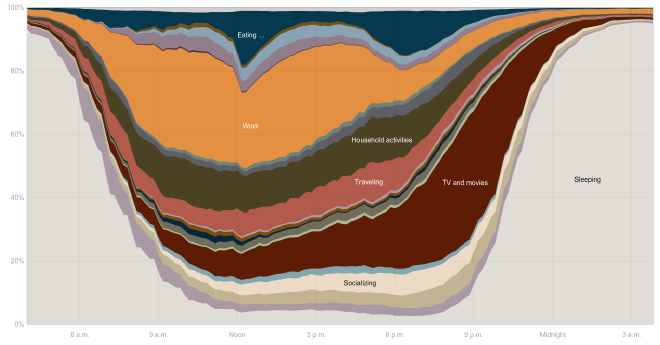 100%
Eating ...
80%
Work
60%
Household activities
Traveling
TV and movies
Sleeping
40%
20%
Socializing
0%
6 a.m. 9 a.m. Noon 3 p.m. 6 p.m. 9 p.m. Midnight 3 a.m.